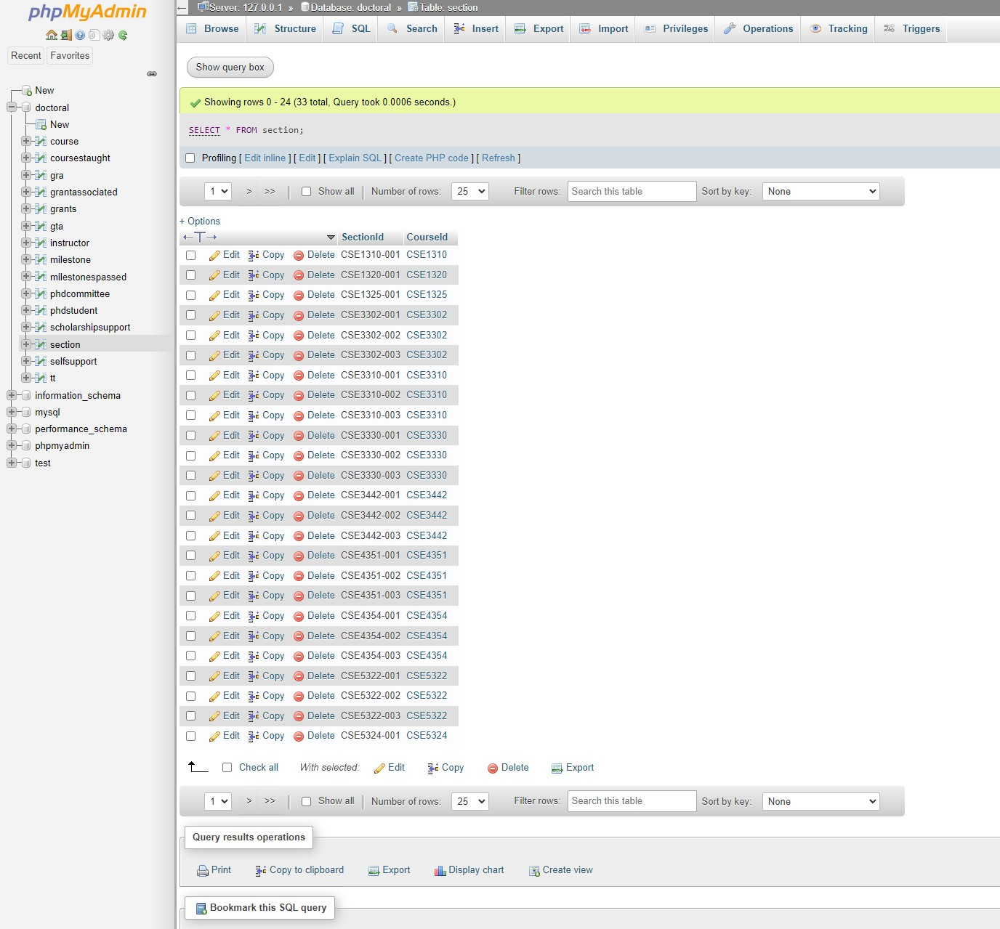 phpMyAdmin
Recent Favorites
New
doctoral
New
course
coursestaught
gra
grantassociated
grants
gta
instructor
milestone
milestonespassed
phdcommittee
phdstudent
scholarshipsupport
section
selfsupport
tt
information_schema
mysql
performance_schema
phpmyadmin
test
Server: 127.0.0.1 » Database: doctoral » Table: section
Browse Structure SQL Search Insert Export Import Privileges Operations Tracking Triggers
Show query box
Showing rows 0 - 24 (33 total, Query took 0.0006 seconds.)
SELECT * FROM section;
Profiling [ Edit inline ] [ Edit ] [ Explain SQL ] [ Create PHP code ] [ Refresh ]
1 > >> | Show all | Number of rows: 25 Filter rows: Search this table Sort by key: None
+ Options
←T→ SectionId CourseId
Edit Copy Delete CSE1310-001 CSE1310
Edit Copy Delete CSE1320-001 CSE1320
Edit Copy Delete CSE1325-001 CSE1325
Edit Copy Delete CSE3302-001 CSE3302
Edit Copy Delete CSE3302-002 CSE3302
Edit Copy Delete CSE3302-003 CSE3302
Edit Copy Delete CSE3310-001 CSE3310
Edit Copy Delete CSE3310-002 CSE3310
Edit Copy Delete CSE3310-003 CSE3310
Edit Copy Delete CSE3330-001 CSE3330
Edit Copy Delete CSE3330-002 CSE3330
Edit Copy Delete CSE3330-003 CSE3330
Edit Copy Delete CSE3442-001 CSE3442
Edit Copy Delete CSE3442-002 CSE3442
Edit Copy Delete CSE3442-003 CSE3442
Edit Copy Delete CSE4351-001 CSE4351
Edit Copy Delete CSE4351-002 CSE4351
Edit Copy Delete CSE4351-003 CSE4351
Edit Copy Delete CSE4354-001 CSE4354
Edit Copy Delete CSE4354-002 CSE4354
Edit Copy Delete CSE4354-003 CSE4354
Edit Copy Delete CSE5322-001 CSE5322
Edit Copy Delete CSE5322-002 CSE5322
Edit Copy Delete CSE5322-003 CSE5322
Edit Copy Delete CSE5324-001 CSE5324
Check all With selected: Edit Copy Delete Export
1 > >> | Show all | Number of rows: 25 Filter rows: Search this table Sort by key: None
Query results operations
Print Copy to clipboard Export Display chart Create view
Bookmark this SQL query